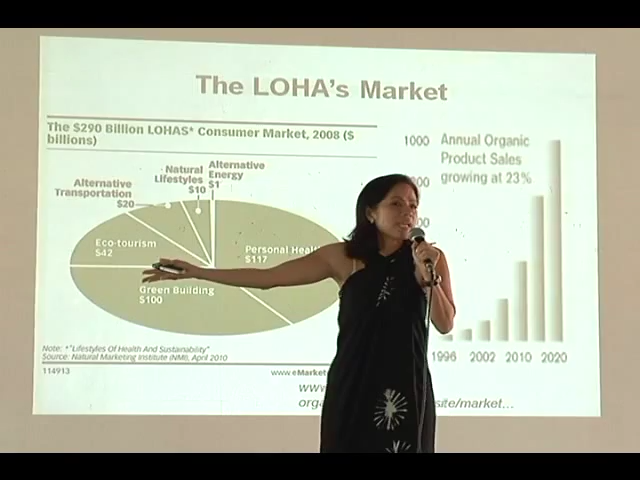 The LOHA's Market
The $290 Billion LOHAS* Consumer Market, 2008 ($
billions)
Alternative
Energy
$1
Natural
Lifestyles
$10
Alternative
Transportation
$20
Eco-tourism
$42
Personal
$117
Green Building
$100
Note: *"Lifestyles Of Health And Sustainability"
Source: Natural Marketing Institute (NMI), April 2010
114913
www.eMarket
www
orga
site/market...
Annual Organic
Product Sales
growing at 23%
1000
1996 2002 2010 2020